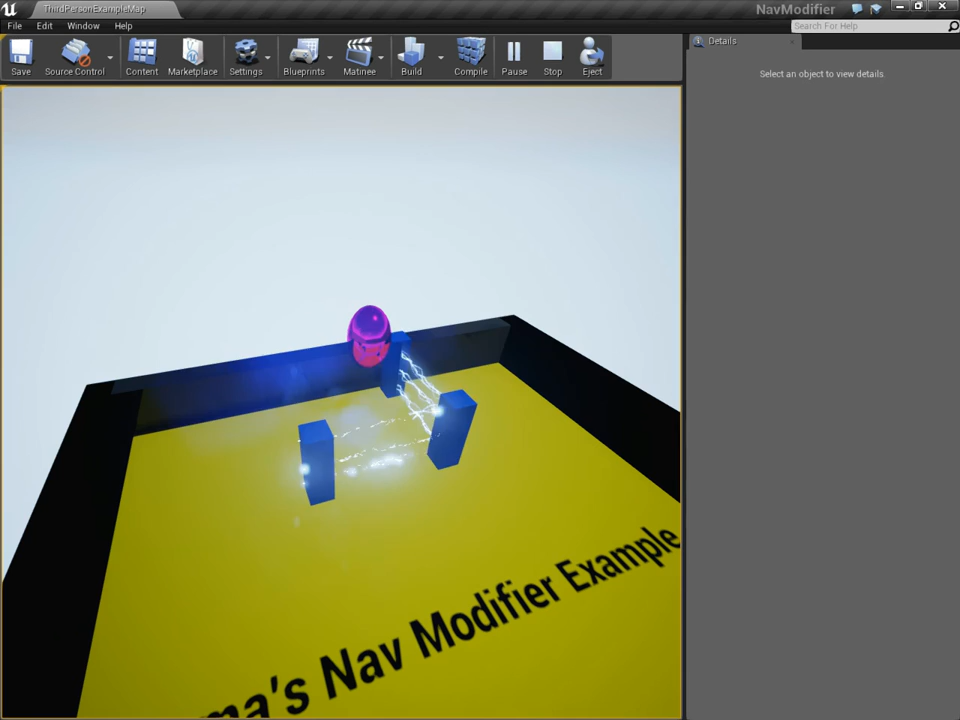 ThirdPersonExampleMap
NavModifier
File Edit Window Help
Search For Help
Save Source Control Content Marketplace Settings Blueprints Matinee Build Compile Pause Stop Eject
Details
Select an object to view details
ma's Nav Modifier Example